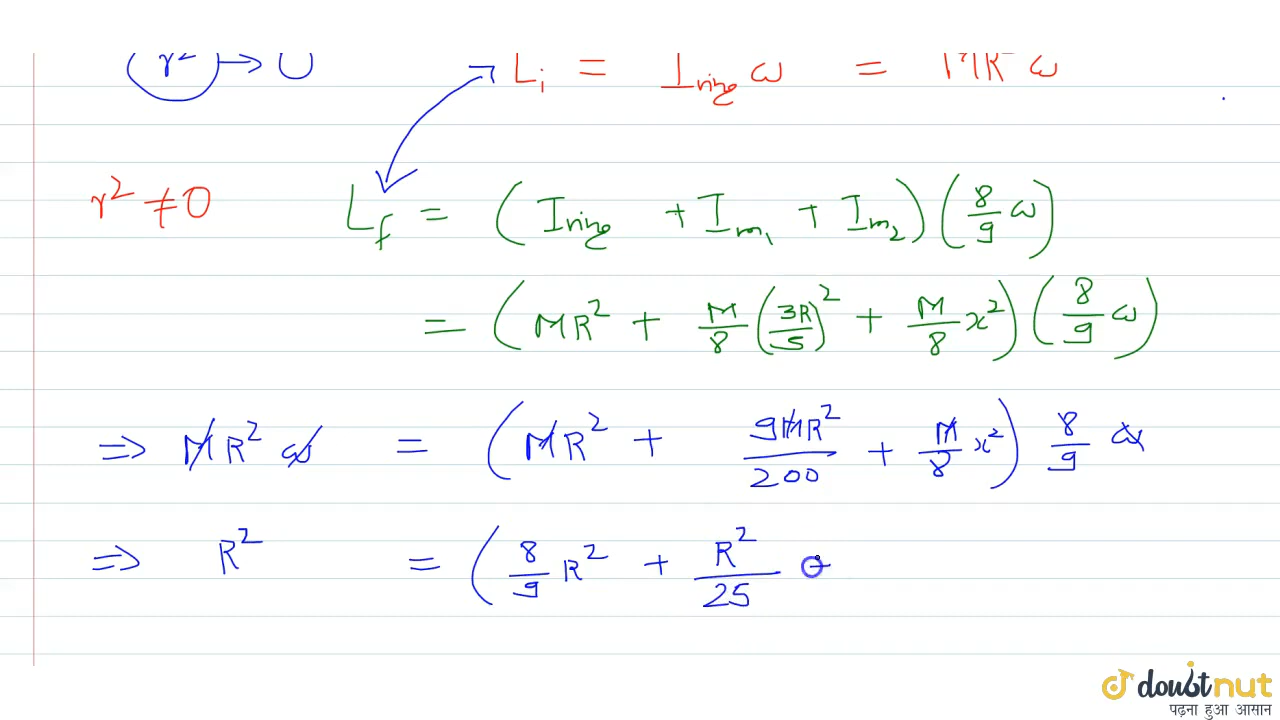 r² → 0 Lᵢ = I_ring ω = MR² ω
r² ≠ 0 L_f = (I_ring + I_m₁ + I_m₂) (8/9 ω)
= (MR² + M/8 (3R/5)² + M/8 x²) (8/9 ω)
⇒ MR² ω = (MR² + 9MR²/200 + M/8 x²) 8/9 ω
⇒ R² = (8/9 R² + R²/25
doubtnut
पढ़ना हुआ आसान